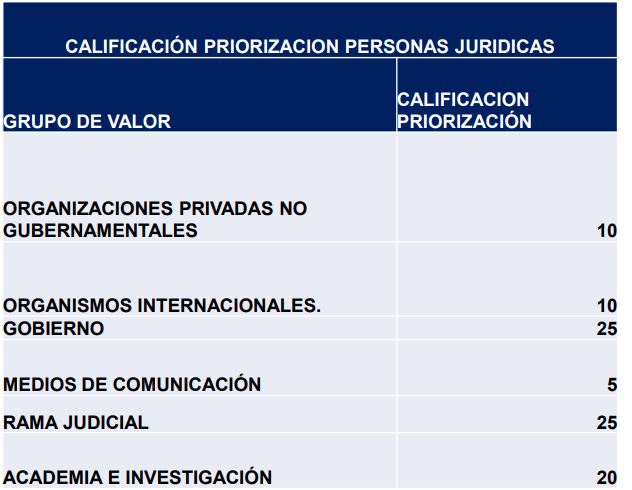 CALIFICACIÓN PRIORIZACION PERSONAS JURIDICAS
GRUPO DE VALOR
CALIFICACION
PRIORIZACIÓN
ORGANIZACIONES PRIVADAS NO
GUBERNAMENTALES 10
ORGANISMOS INTERNACIONALES. 10
GOBIERNO 25
MEDIOS DE COMUNICACIÓN 5
RAMA JUDICIAL 25
ACADEMIA E INVESTIGACIÓN 20